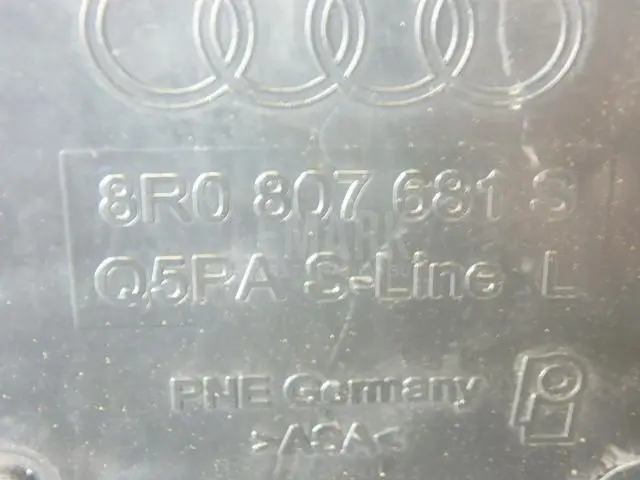 8R0 807 681 S
Q5PA S-Line L
PNE Germany
>ASA<